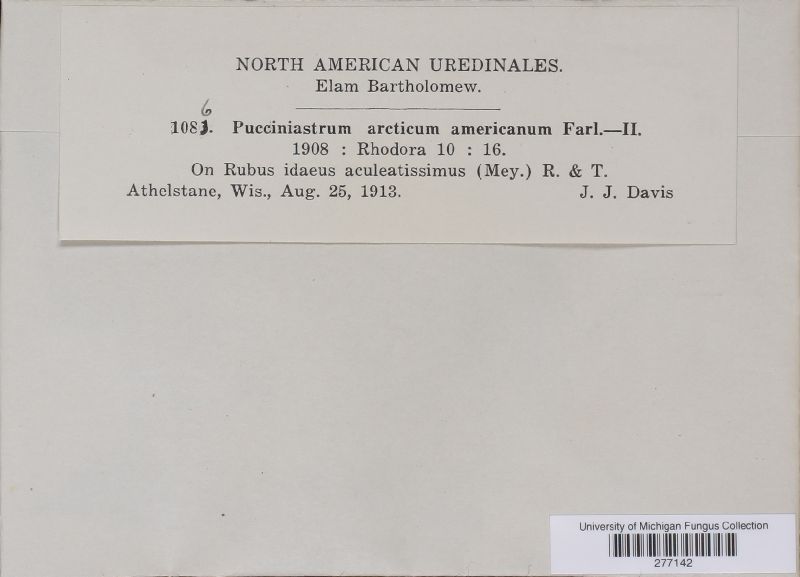 NORTH AMERICAN UREDINALES.
Elam Bartholomew.
6
1083. Pucciniastrum arcticum americanum Farl.—II.
1908 : Rhodora 10 : 16.
On Rubus idaeus aculeatissimus (Mey.) R. & T.
Athelstane, Wis., Aug. 25, 1913. J. J. Davis
University of Michigan Fungus Collection
277142